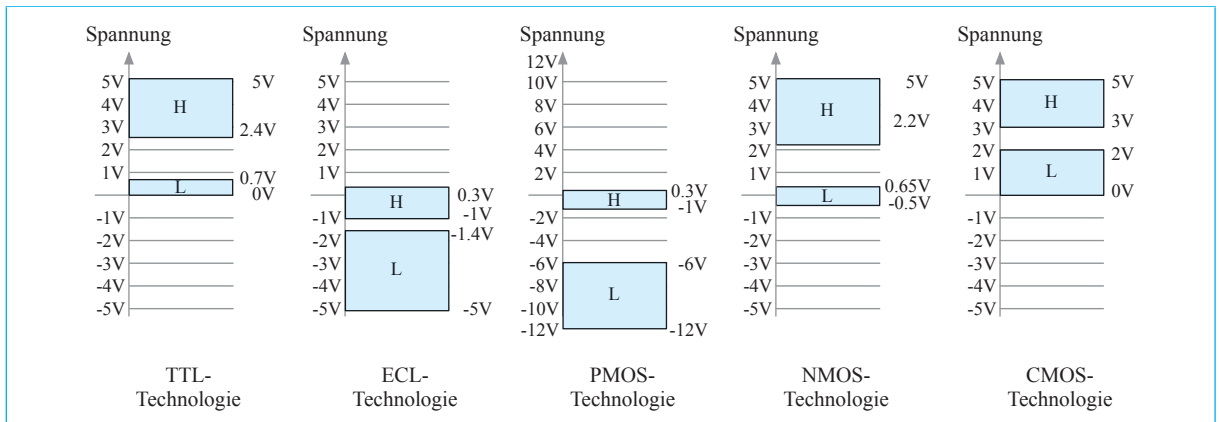 Spannung
5V
4V
3V
2V
1V
-1V
-2V
-3V
-4V
-5V
H
L
5V
2.4V
0.7V
0V
TTL-
Technologie
Spannung
5V
4V
3V
2V
1V
-1V
-2V
-3V
-4V
-5V
H
L
0.3V
-1V
-1.4V
-5V
ECL-
Technologie
Spannung
12V
10V
8V
6V
4V
2V
-2V
-4V
-6V
-8V
-10V
-12V
H
L
0.3V
-1V
-6V
-12V
PMOS-
Technologie
Spannung
5V
4V
3V
2V
1V
-1V
-2V
-3V
-4V
-5V
H
L
5V
2.2V
0.65V
-0.5V
NMOS-
Technologie
Spannung
5V
4V
3V
2V
1V
-1V
-2V
-3V
-4V
-5V
H
L
5V
3V
2V
0V
CMOS-
Technologie